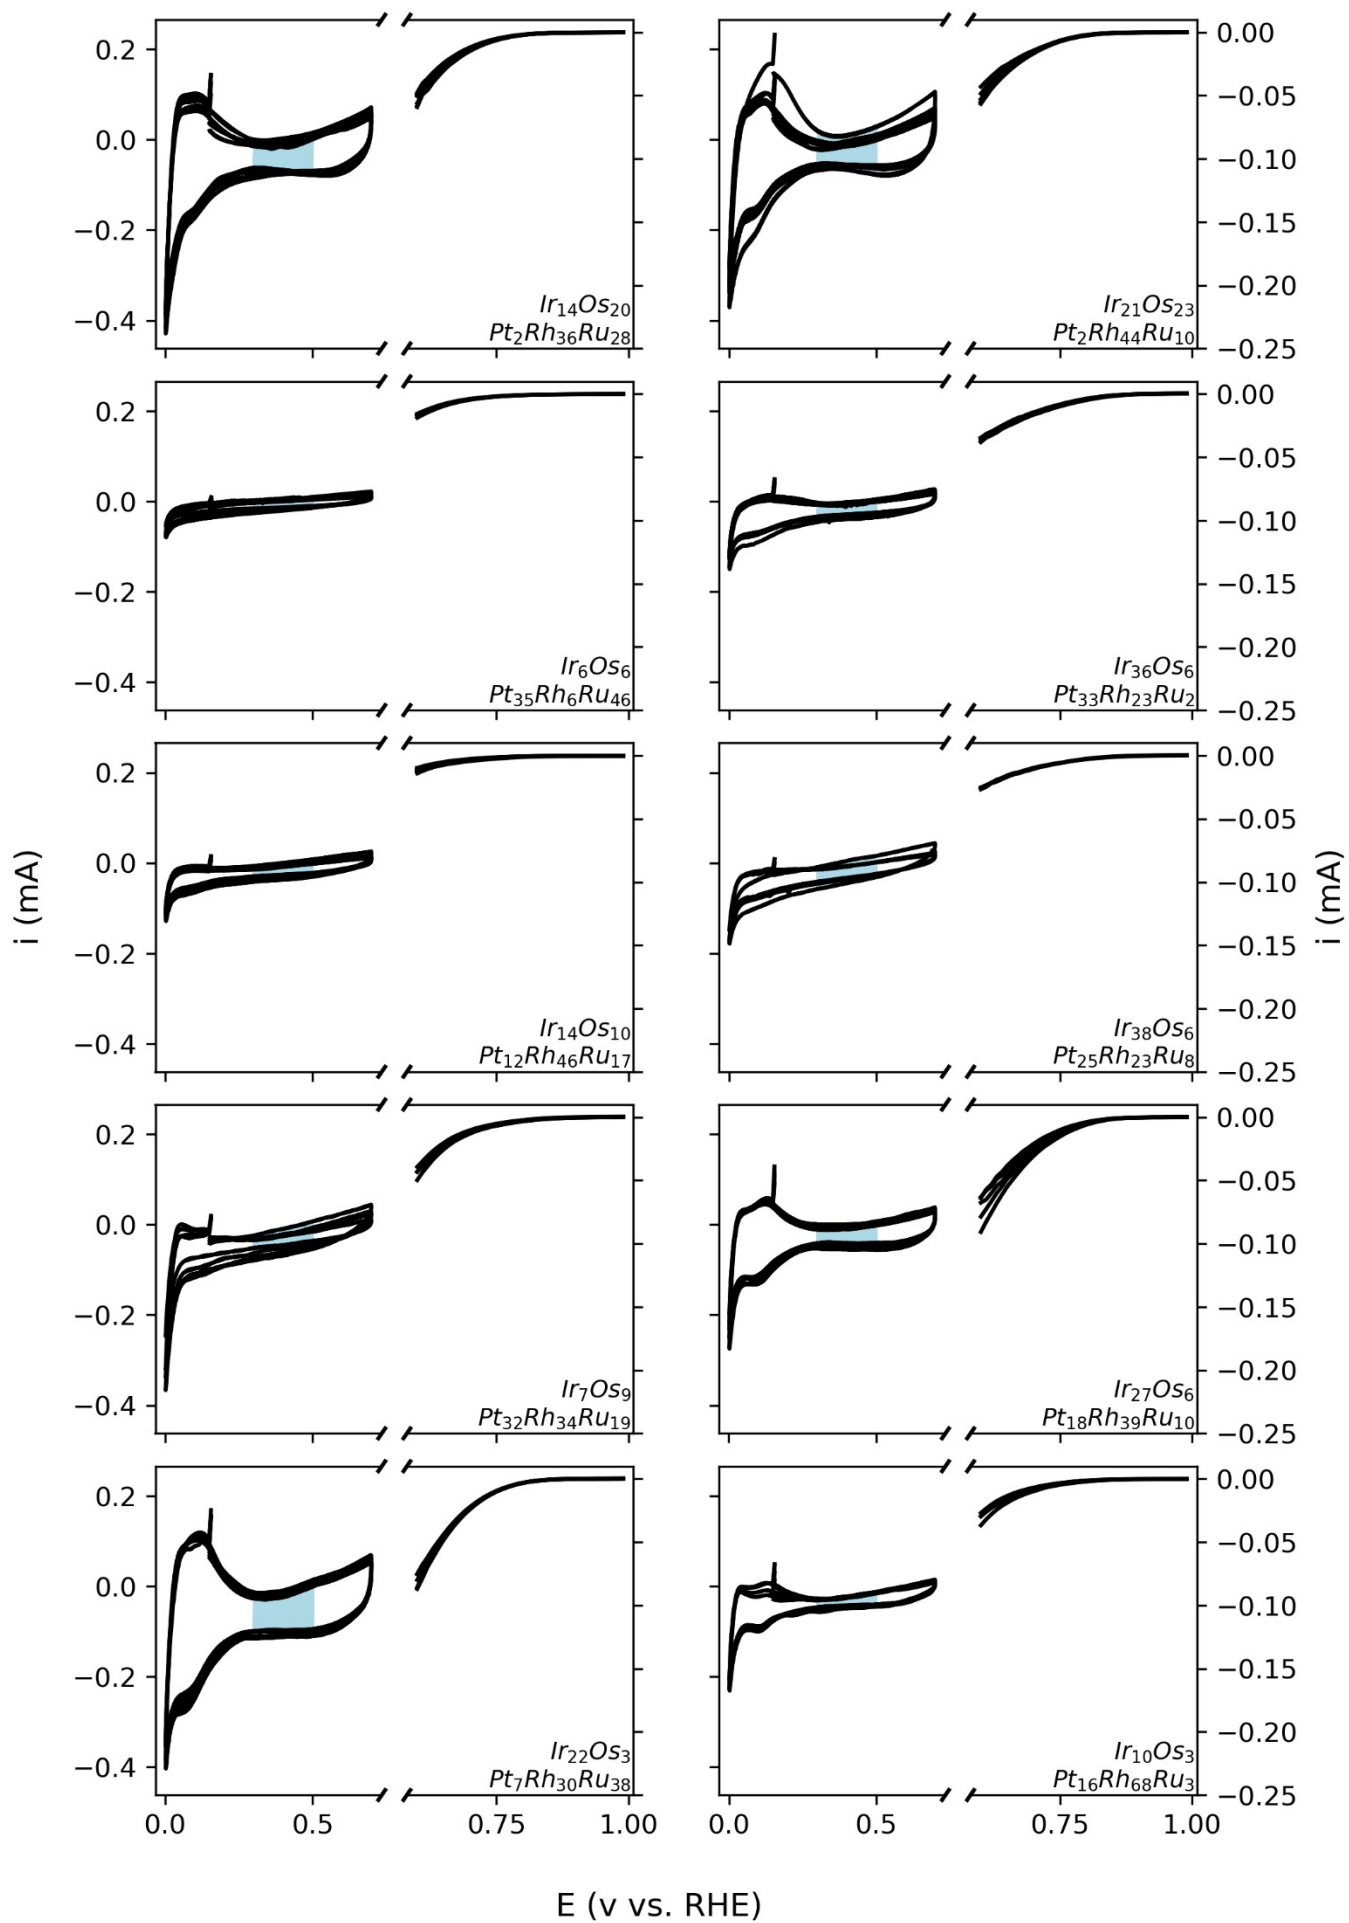 0.2
0.0
−0.2
−0.4
Ir14Os20
Pt2Rh36Ru28
Ir21Os23
Pt2Rh44Ru10
0.00
−0.05
−0.10
−0.15
−0.20
−0.25
0.2
0.0
−0.2
−0.4
Ir6Os6
Pt35Rh6Ru46
Ir36Os6
Pt33Rh23Ru2
0.00
−0.05
−0.10
−0.15
−0.20
−0.25
i (mA)
0.2
0.0
−0.2
−0.4
Ir14Os10
Pt12Rh46Ru17
Ir38Os6
Pt25Rh23Ru8
0.00
−0.05
−0.10
−0.15
−0.20
−0.25
i (mA)
0.2
0.0
−0.2
−0.4
Ir7Os9
Pt32Rh34Ru19
Ir27Os6
Pt18Rh39Ru10
0.00
−0.05
−0.10
−0.15
−0.20
−0.25
0.2
0.0
−0.2
−0.4
Ir22Os3
Pt7Rh30Ru38
Ir10Os3
Pt16Rh68Ru3
0.00
−0.05
−0.10
−0.15
−0.20
−0.25
0.0 0.5 0.75 1.00 0.0 0.5 0.75 1.00
E (v vs. RHE)